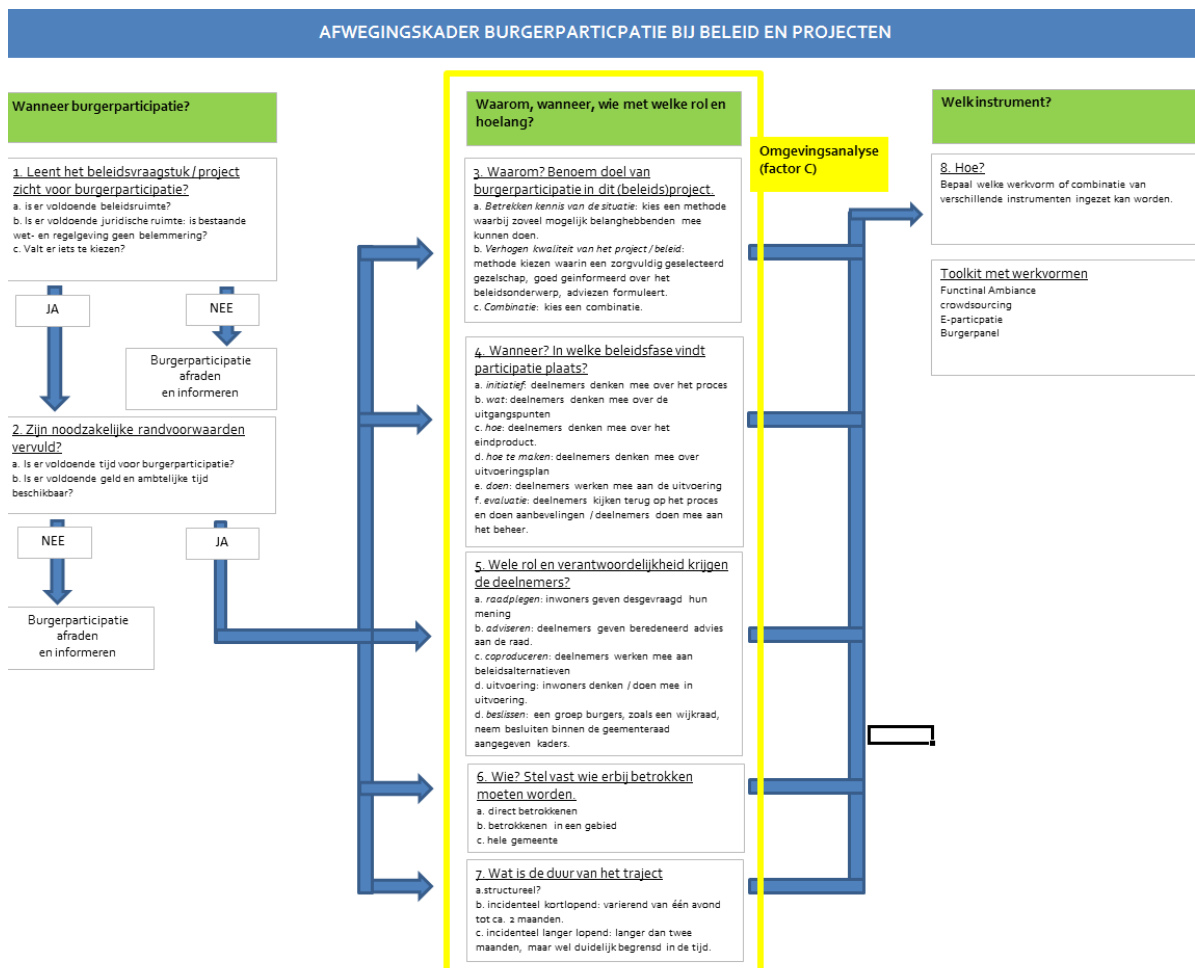 AFWEGINGSKADER BURGERPARTICPATIE BIJ BELEID EN PROJECTEN
Wanneer burgerparticipatie?
1. Leent het beleidsvraagstuk / project
zicht voor burgerparticipatie?
a. is er voldoende beleidsruimte?
b. Is er voldoende juridische ruimte: is bestaande
wet- en regelgeving geen belemmering?
c. Valt er iets te kiezen?
JA
NEE
Burgerparticipatie
afraden
en informeren
2. Zijn noodzakelijke randvoorwaarden
vervuld?
a. Is er voldoende tijd voor burgerparticipatie?
b. Is er voldoende geld en ambtelijke tijd
beschikbaar?
NEE
JA
Burgerparticipatie
afraden
en informeren
Waarom, wanneer, wie met welke rol en
hoelang?
3. Waarom? Benoem doel van
burgerparticipatie in dit (beleids)project.
a. Betrekken kennis van de situatie: kies een methode
waarbij zoveel mogelijk belanghebbenden mee
kunnen doen.
b. Verhogen kwaliteit van het project / beleid:
methode kiezen waarin een zorgvuldig geselecteerd
gezelschap, goed geinformeerd over het
beleidsonderwerp, adviezen formuleert.
c. Combinatie: kies een combinatie.
4. Wanneer? In welke beleidsfase vindt
participatie plaats?
a. initiatief: deelnemers denken mee over het proces
b. wat: deelnemers denken mee over de
uitgangspunten
c. hoe: deelnemers denken mee over het
eindproduct.
d. hoe te maken: deelnemers denken mee over
uitvoeringsplan
e. doen: deelnemers werken mee aan de uitvoering
f. evaluatie: deelnemers kijken terug op het proces
en doen aanbevelingen / deelnemers doen mee aan
het beheer.
5. Wele rol en verantwoordelijkheid krijgen
de deelnemers?
a. raadplegen: inwoners geven desgevraagd hun
mening
b. adviseren: deelnemers geven beredeneerd advies
aan de raad.
c. coproduceren: deelnemers werken mee aan
beleidsalternatieven
d. uitvoering: inwoners denken / doen mee in
uitvoering.
d. beslissen: een groep burgers, zoals een wijkraad,
neem besluiten binnen de geementeraad
aangegeven kaders.
6. Wie? Stel vast wie erbij betrokken
moeten worden.
a. direct betrokkenen
b. betrokkenen in een gebied
c. hele gemeente
7. Wat is de duur van het traject
a.structureel?
b. incidenteel kortlopend: varierend van één avond
tot ca. 2 maanden.
c. incidenteel langer lopend: langer dan twee
maanden, maar wel duidelijk begrensd in de tijd.
Omgevingsanalyse
(factor C)
Welk instrument?
8. Hoe?
Bepaal welke werkvorm of combinatie van
verschillende instrumenten ingezet kan worden.
Toolkit met werkvormen
Functinal Ambiance
crowdsourcing
E-particpatie
Burgerpanel